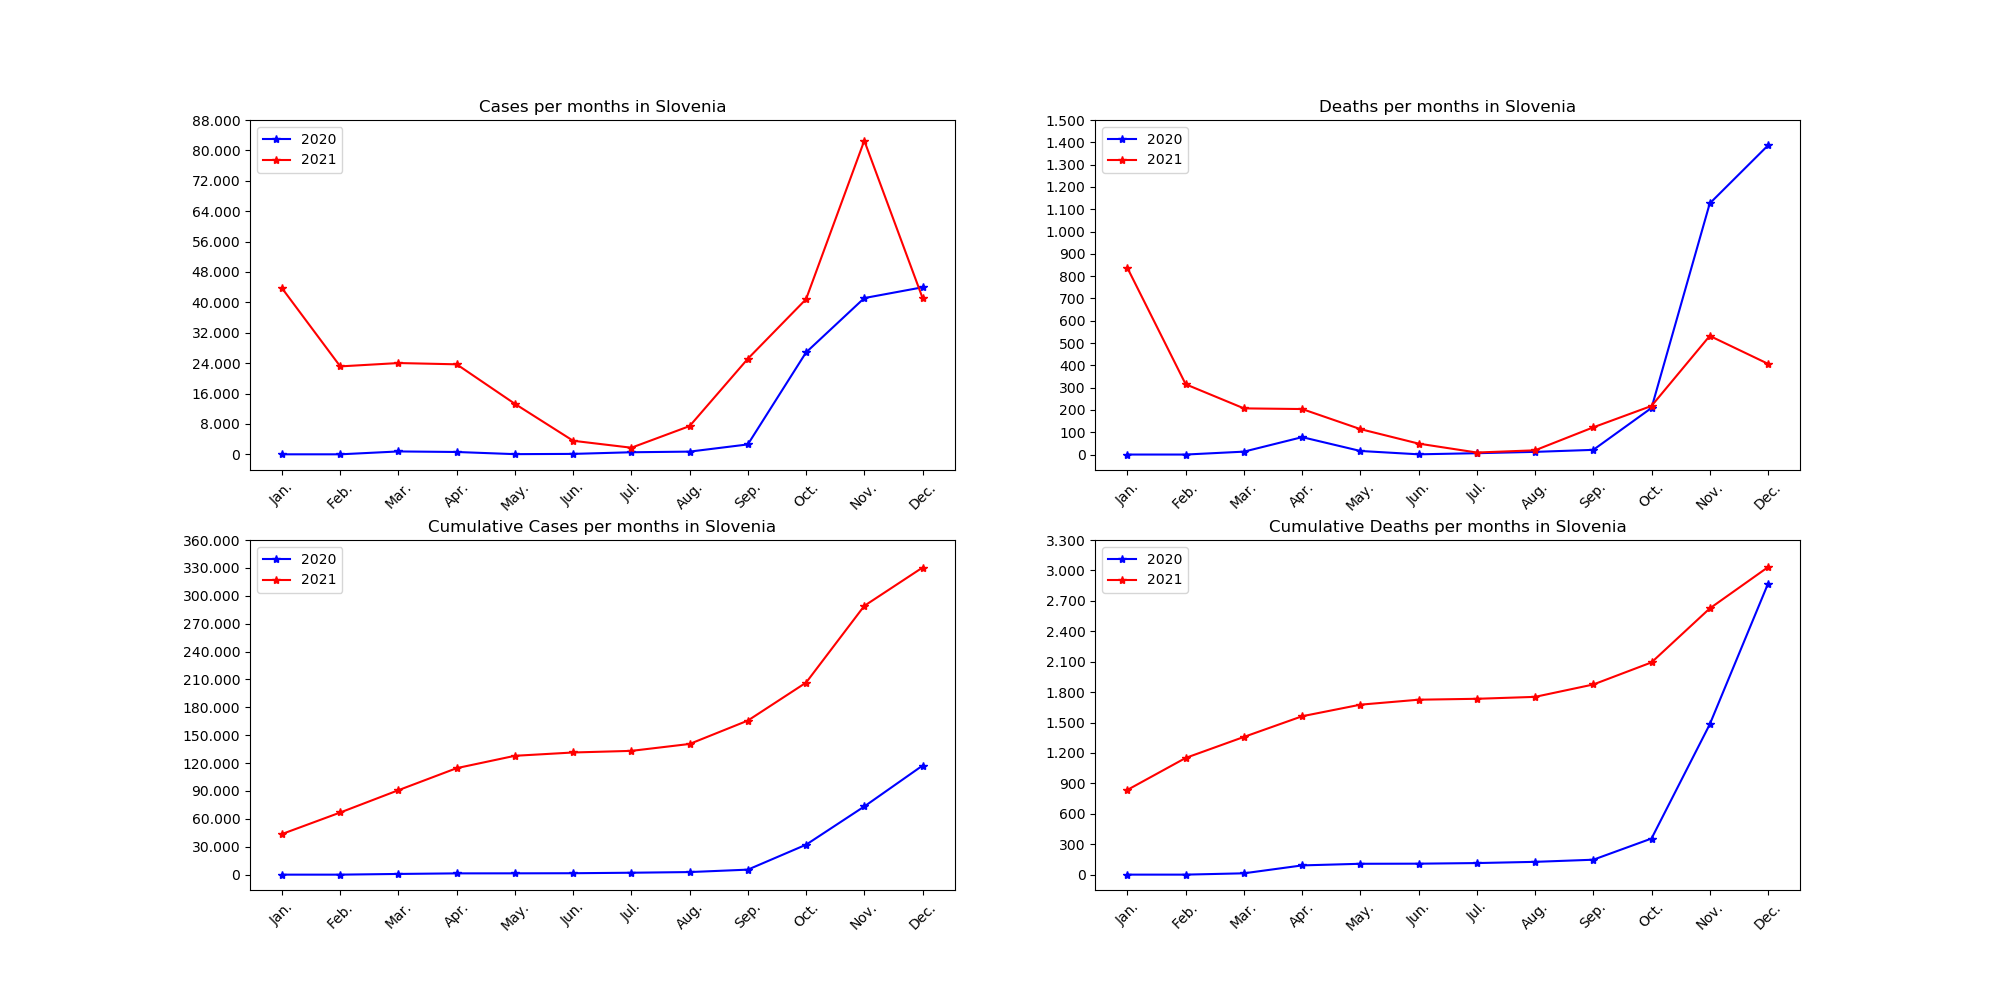 Cases per months in Slovenia
88.000
80.000
72.000
64.000
56.000
48.000
40.000
32.000
24.000
16.000
8.000
0
2020
2021
Jan.
Feb.
Mar.
Apr.
May.
Jun.
Jul.
Aug.
Sep.
Oct.
Nov.
Dec.
Deaths per months in Slovenia
1.500
1.400
1.300
1.200
1.100
1.000
900
800
700
600
500
400
300
200
100
0
2020
2021
Jan.
Feb.
Mar.
Apr.
May.
Jun.
Jul.
Aug.
Sep.
Oct.
Nov.
Dec.
Cumulative Cases per months in Slovenia
360.000
330.000
300.000
270.000
240.000
210.000
180.000
150.000
120.000
90.000
60.000
30.000
0
2020
2021
Jan.
Feb.
Mar.
Apr.
May.
Jun.
Jul.
Aug.
Sep.
Oct.
Nov.
Dec.
Cumulative Deaths per months in Slovenia
3.300
3.000
2.700
2.400
2.100
1.800
1.500
1.200
900
600
300
0
2020
2021
Jan.
Feb.
Mar.
Apr.
May.
Jun.
Jul.
Aug.
Sep.
Oct.
Nov.
Dec.